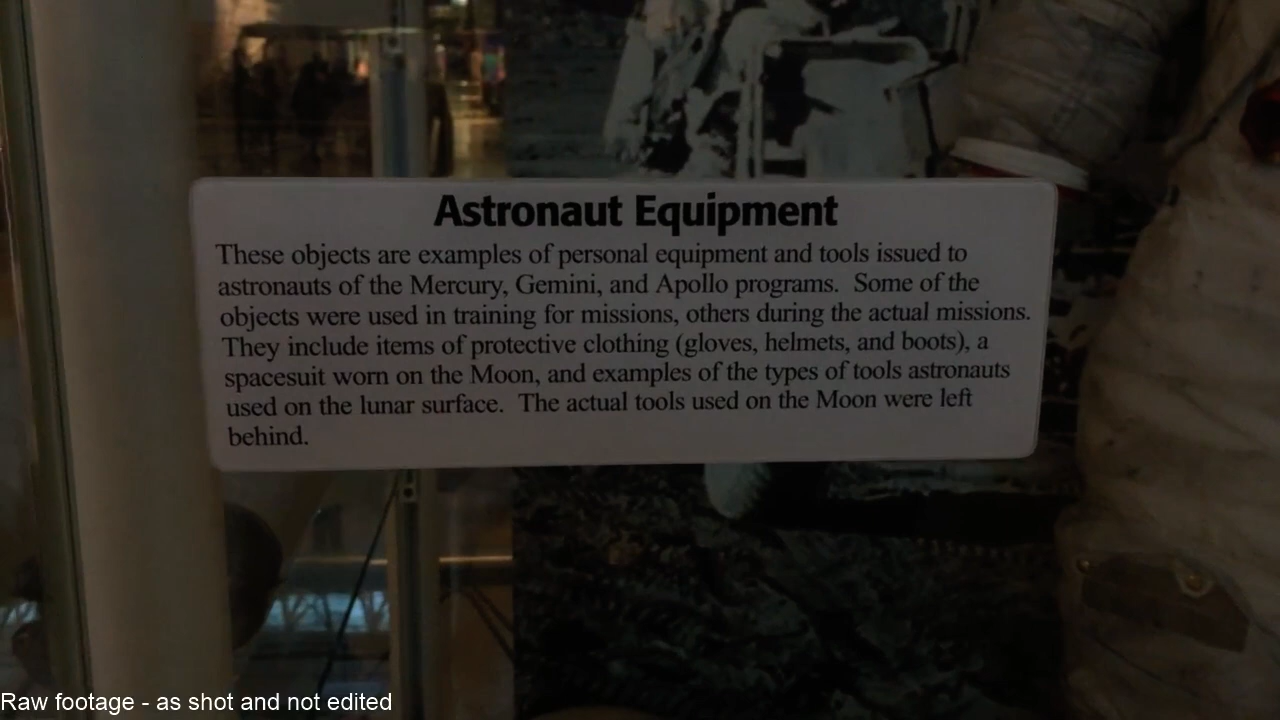 Astronaut Equipment
These objects are examples of personal equipment and tools issued to
astronauts of the Mercury, Gemini, and Apollo programs.  Some of the
objects were used in training for missions, others during the actual missions.
They include items of protective clothing (gloves, helmets, and boots), a
spacesuit worn on the Moon, and examples of the types of tools astronauts
used on the lunar surface.  The actual tools used on the Moon were left
behind.
Raw footage - as shot and not edited